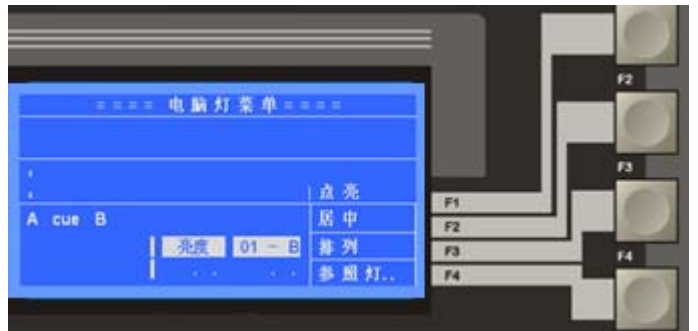 ==== 电脑灯菜单====
点亮
A cue B
居中
亮度 01 - B
排列
参照灯..
F1
F2
F3
F4
F2
F3
F4